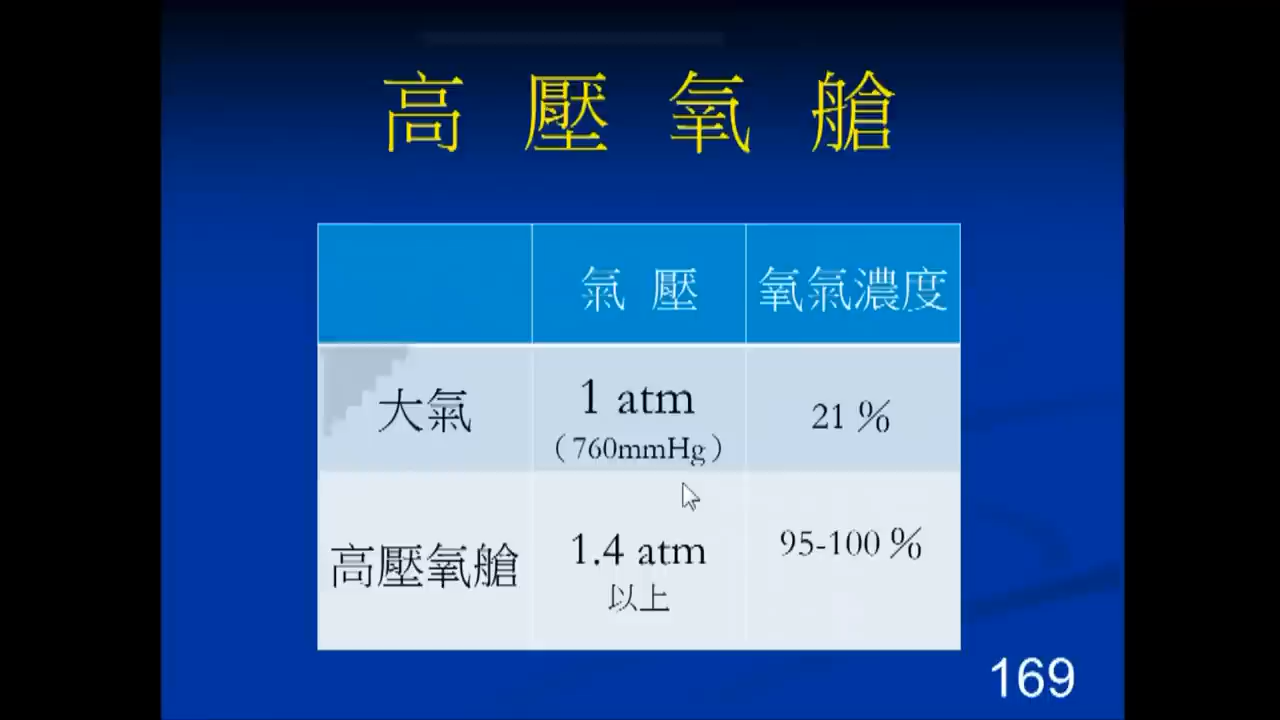 高 壓 氧 艙
氣 壓
氧氣濃度
大氣
1 atm
（760mmHg）
21 %
高壓氧艙
1.4 atm
以上
95-100 %
169